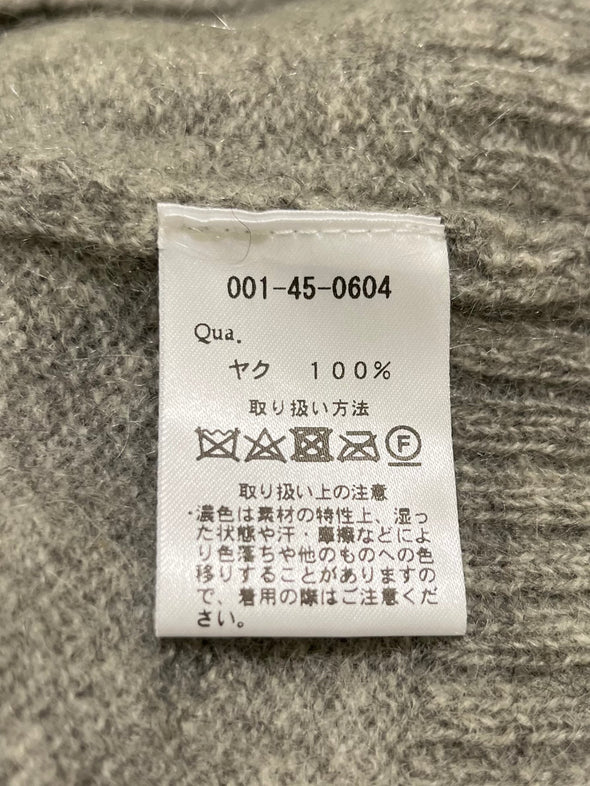 001-45-0604
Qua.
ヤク 100%
取り扱い方法
F
取り扱い上の注意
・濃色は素材の特性上、湿っ
た状態や汗・摩擦などによ
り色落ちや他のものへの色
移りすることがありますの
で、着用の際はご注意くだ
さい。